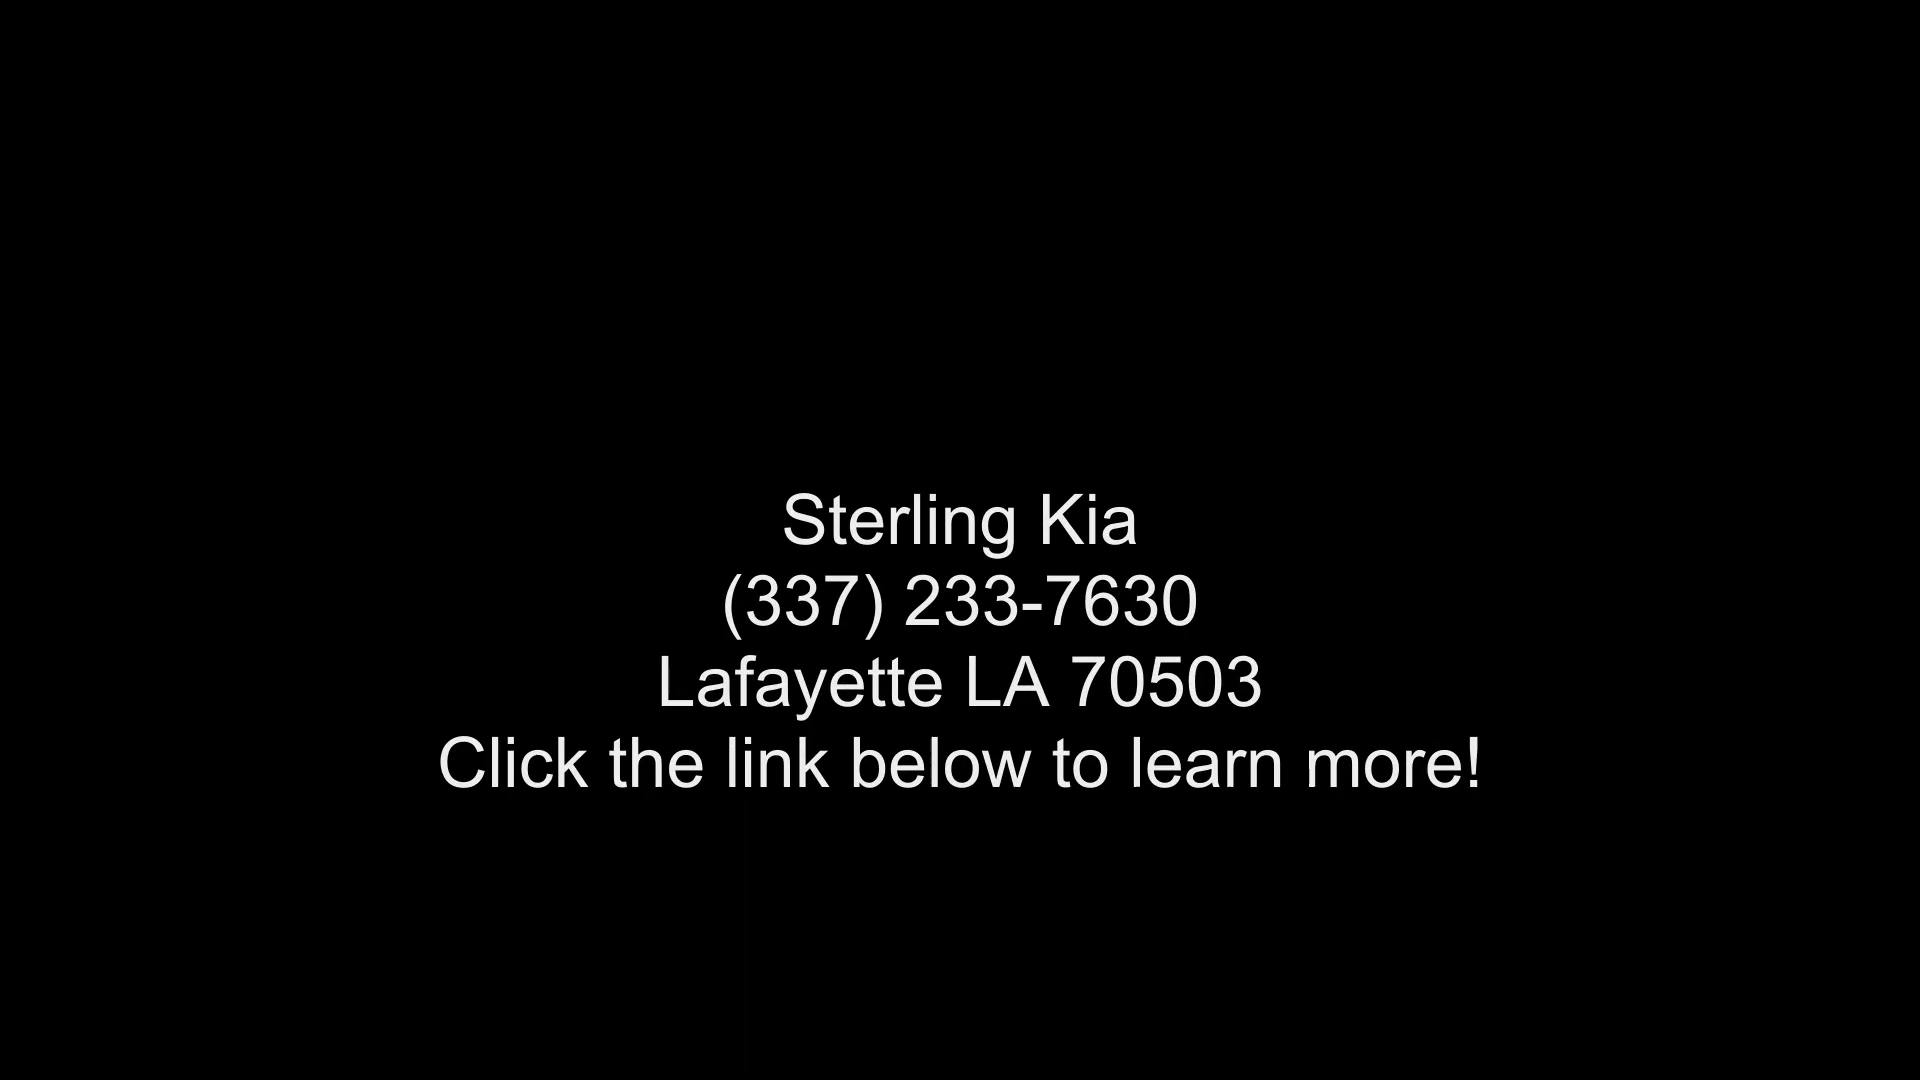 Sterling Kia
(337) 233-7630
Lafayette LA 70503
Click the link below to learn more!